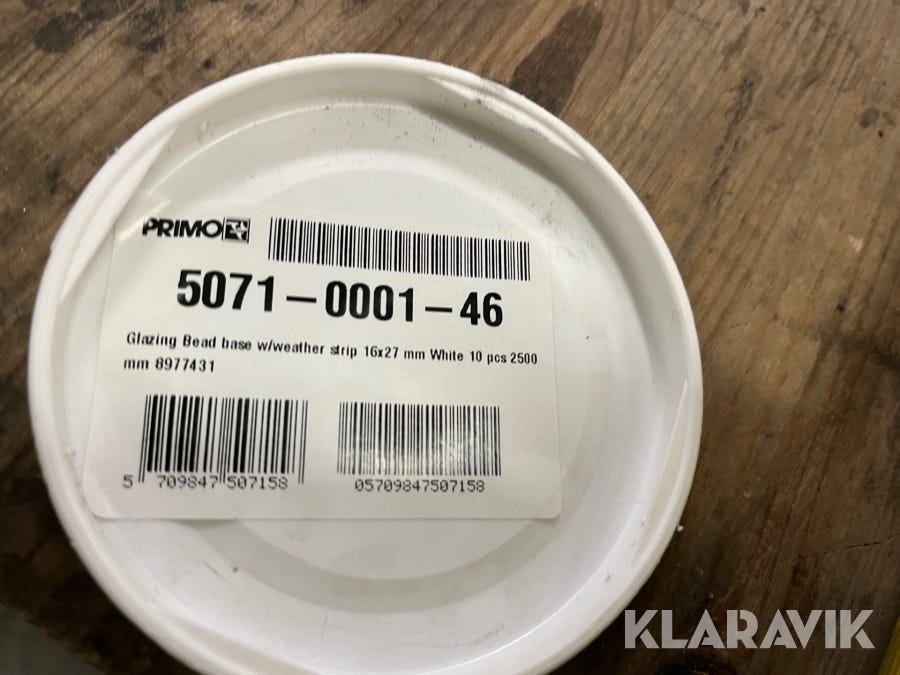 PRIMO
5071-0001-46
Glazing Bead base w/weather strip 16x27 mm White 10 pcs 2500
mm 8977431
5 709847 507158
05709847507158
KLARAVIK